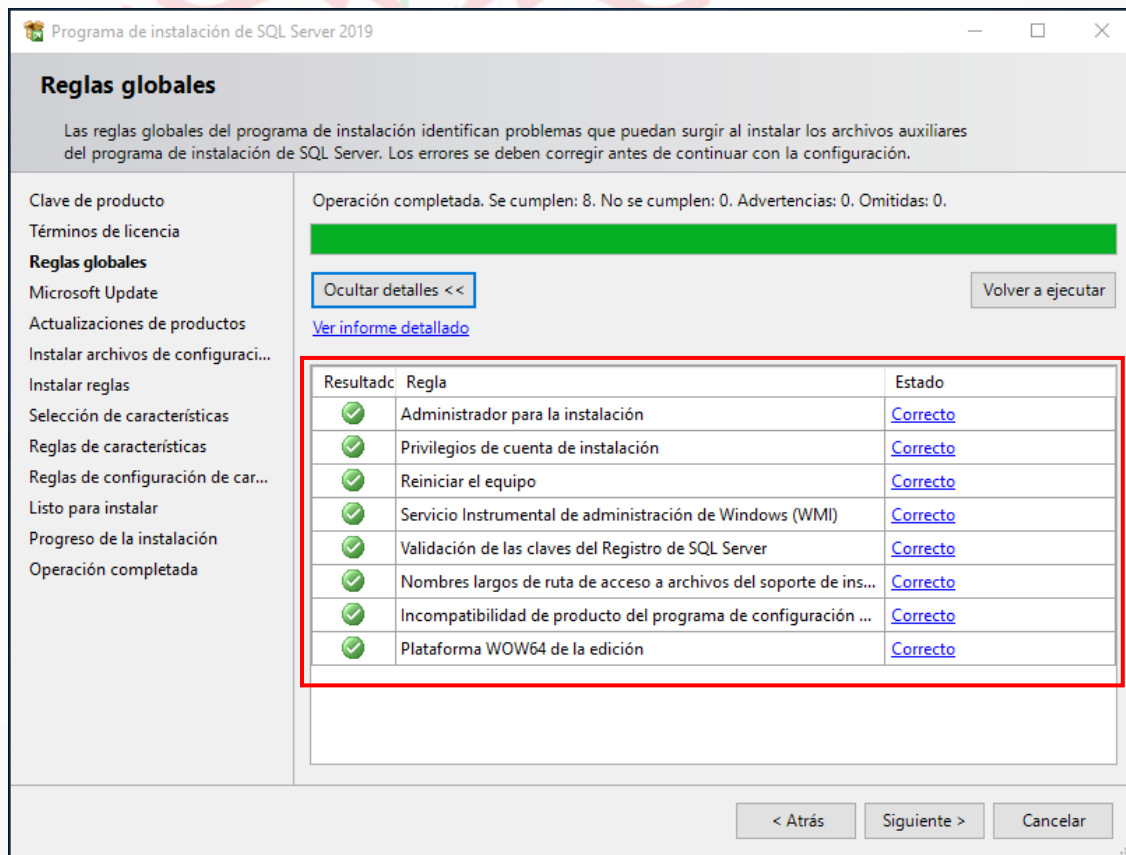 Programa de instalación de SQL Server 2019
Reglas globales
Las reglas globales del programa de instalación identifican problemas que puedan surgir al instalar los archivos auxiliares
del programa de instalación de SQL Server. Los errores se deben corregir antes de continuar con la configuración.
Clave de producto
Términos de licencia
Reglas globales
Microsoft Update
Actualizaciones de productos
Instalar archivos de configuraci...
Instalar reglas
Selección de características
Reglas de características
Reglas de configuración de car...
Listo para instalar
Progreso de la instalación
Operación completada
Operación completada. Se cumplen: 8. No se cumplen: 0. Advertencias: 0. Omitidas: 0.
Ocultar detalles << Volver a ejecutar
Ver informe detallado
Resultado Regla Estado
Administrador para la instalación Correcto
Privilegios de cuenta de instalación Correcto
Reiniciar el equipo Correcto
Servicio Instrumental de administración de Windows (WMI) Correcto
Validación de las claves del Registro de SQL Server Correcto
Nombres largos de ruta de acceso a archivos del soporte de ins... Correcto
Incompatibilidad de producto del programa de configuración ... Correcto
Plataforma WOW64 de la edición Correcto
< Atrás Siguiente > Cancelar